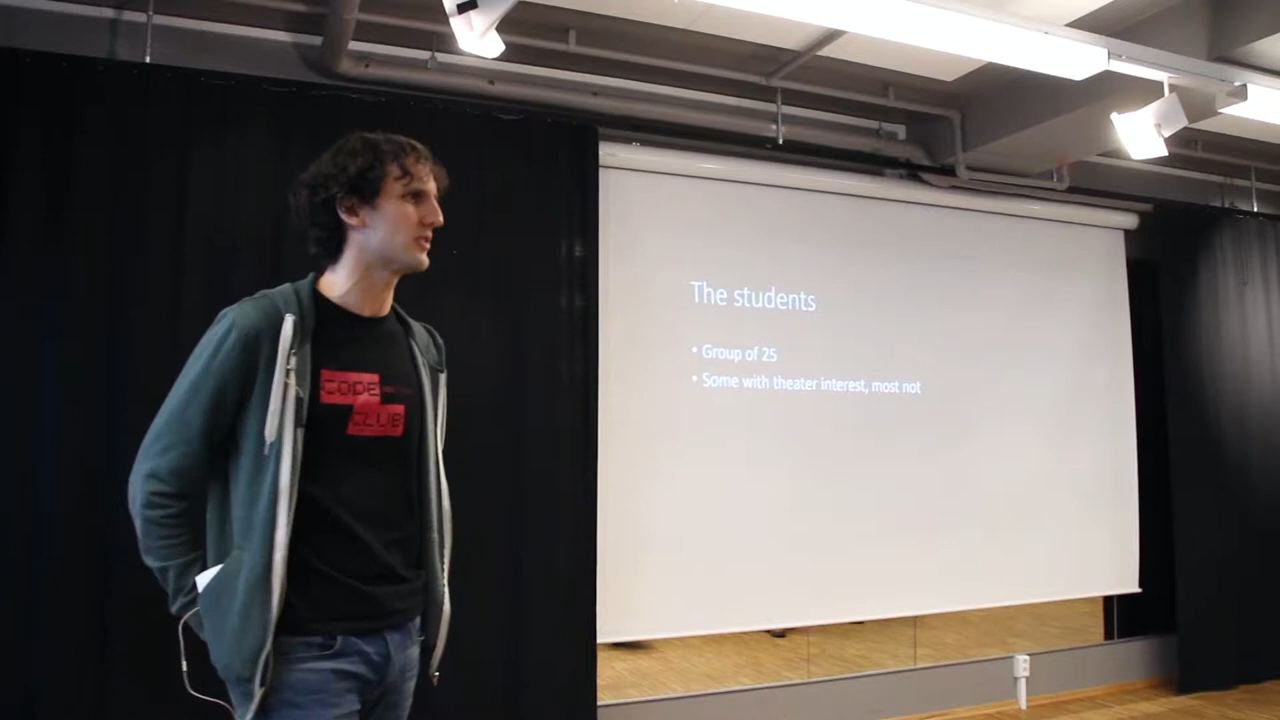 CODE
CLUB
The students
• Group of 25
• Some with theater interest, most not